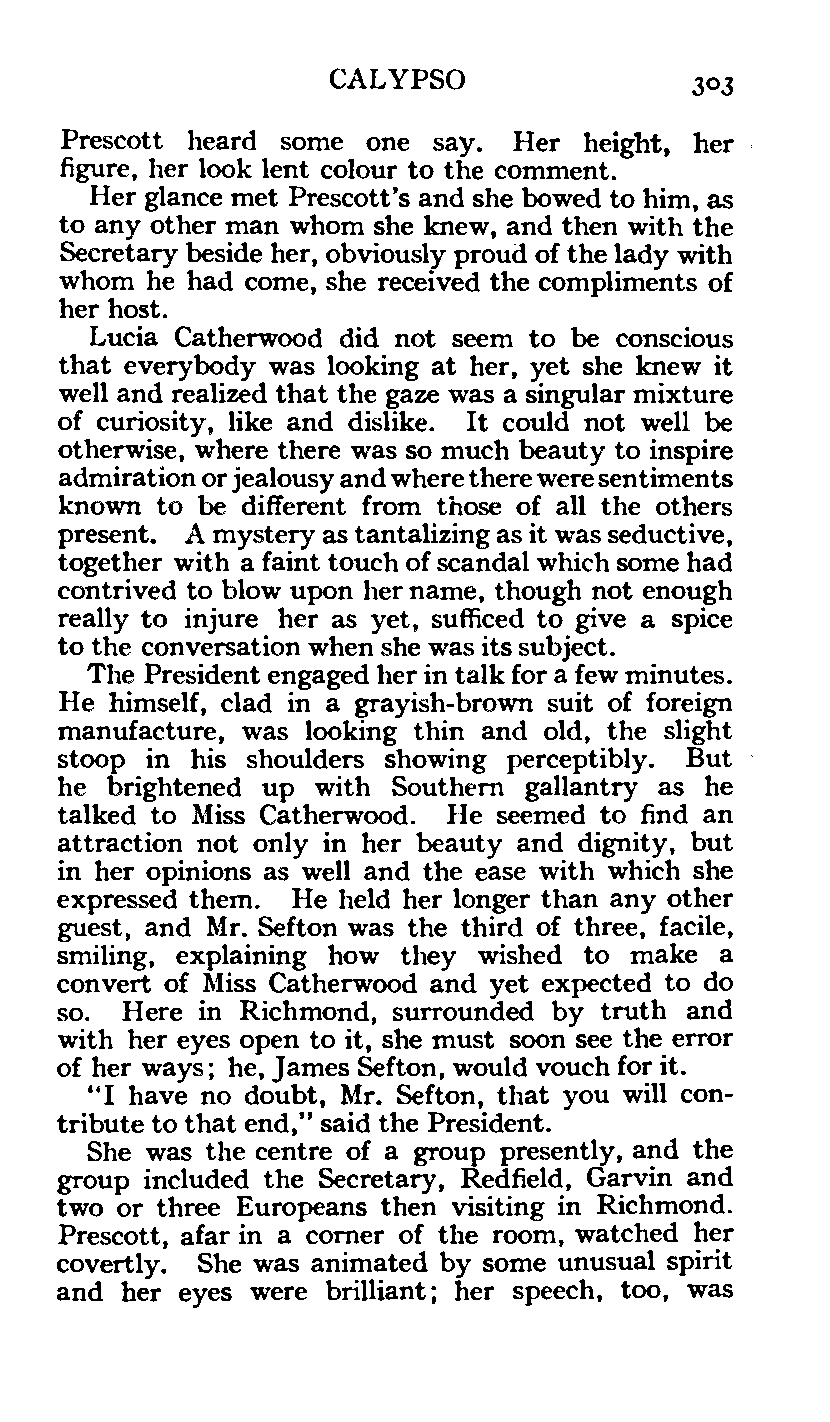 CALYPSO 303
Prescott heard some one say. Her height, her
figure, her look lent colour to the comment.
Her glance met Prescott's and she bowed to him, as
to any other man whom she knew, and then with the
Secretary beside her, obviously proud of the lady with
whom he had come, she received the compliments of
her host.
Lucia Catherwood did not seem to be conscious
that everybody was looking at her, yet she knew it
well and realized that the gaze was a singular mixture
of curiosity, like and dislike. It could not well be
otherwise, where there was so much beauty to inspire
admiration or jealousy and where there were sentiments
known to be different from those of all the others
present. A mystery as tantalizing as it was seductive,
together with a faint touch of scandal which some had
contrived to blow upon her name, though not enough
really to injure her as yet, sufficed to give a spice
to the conversation when she was its subject.
The President engaged her in talk for a few minutes.
He himself, clad in a grayish-brown suit of foreign
manufacture, was looking thin and old, the slight
stoop in his shoulders showing perceptibly. But
he brightened up with Southern gallantry as he
talked to Miss Catherwood. He seemed to find an
attraction not only in her beauty and dignity, but
in her opinions as well and the ease with which she
expressed them. He held her longer than any other
guest, and Mr. Sefton was the third of three, facile,
smiling, explaining how they wished to make a
convert of Miss Catherwood and yet expected to do
so. Here in Richmond, surrounded by truth and
with her eyes open to it, she must soon see the error
of her ways; he, James Sefton, would vouch for it.
"I have no doubt, Mr. Sefton, that you will con-
tribute to that end," said the President.
She was the centre of a group presently, and the
group included the Secretary, Redfield, Garvin and
two or three Europeans then visiting in Richmond.
Prescott, afar in a corner of the room, watched her
covertly. She was animated by some unusual spirit
and her eyes were brilliant; her speech, too, was